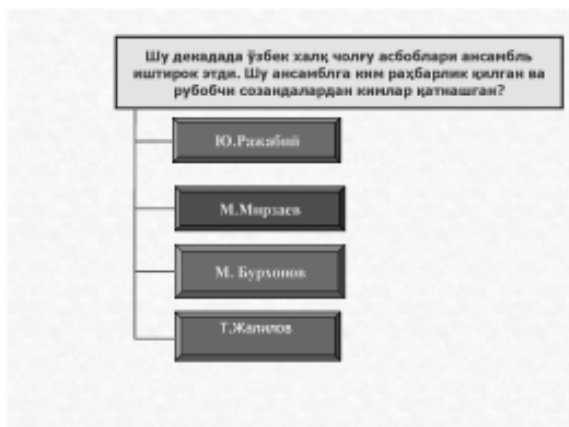 Шу декадада ўзбек халқ чолғу асбоблари ансамбль
иштирок этди. Шу ансамблга ким раҳбарлик қилган ва
рубобчи созандалардан кимлар қатнашган?
Ю.Ражабий
М.Мирзаев
М. Бурхонов
Т.Жалилов